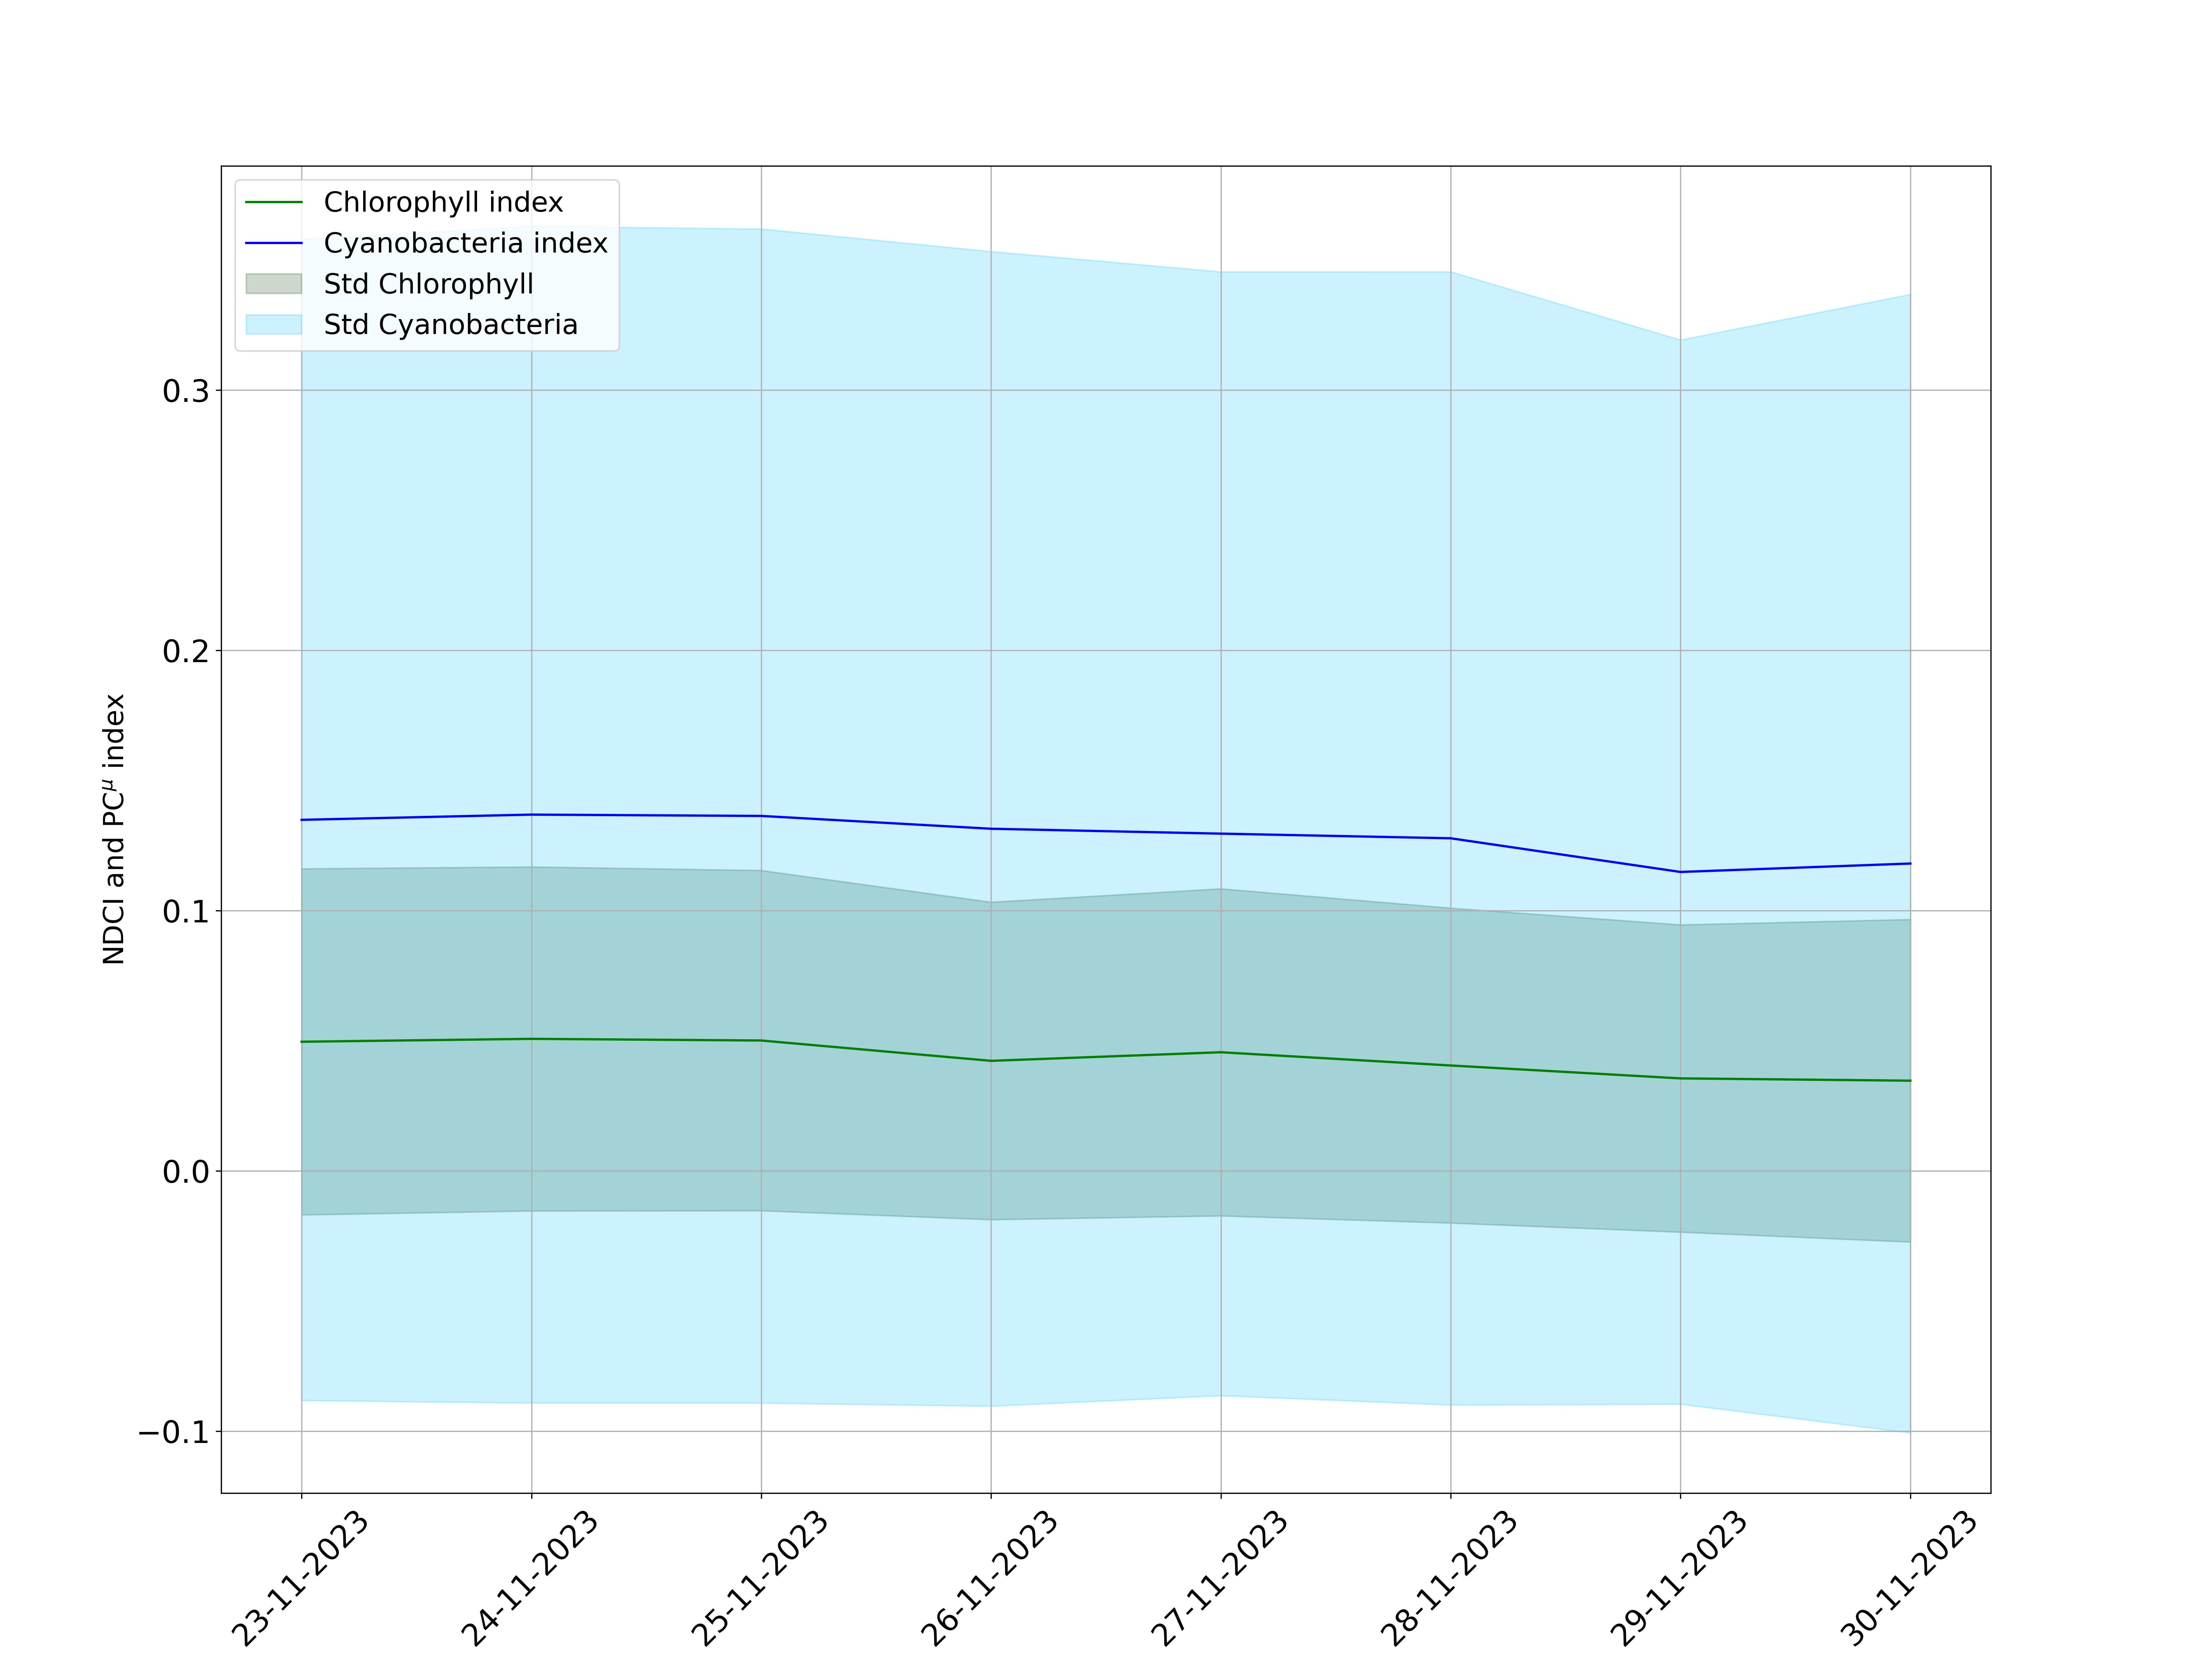 Chlorophyll index
Cyanobacteria index
Std Chlorophyll
Std Cyanobacteria
0.3
0.2
0.1
0.0
−0.1
NDCI and PC^μ index
23-11-2023
24-11-2023
25-11-2023
26-11-2023
27-11-2023
28-11-2023
29-11-2023
30-11-2023